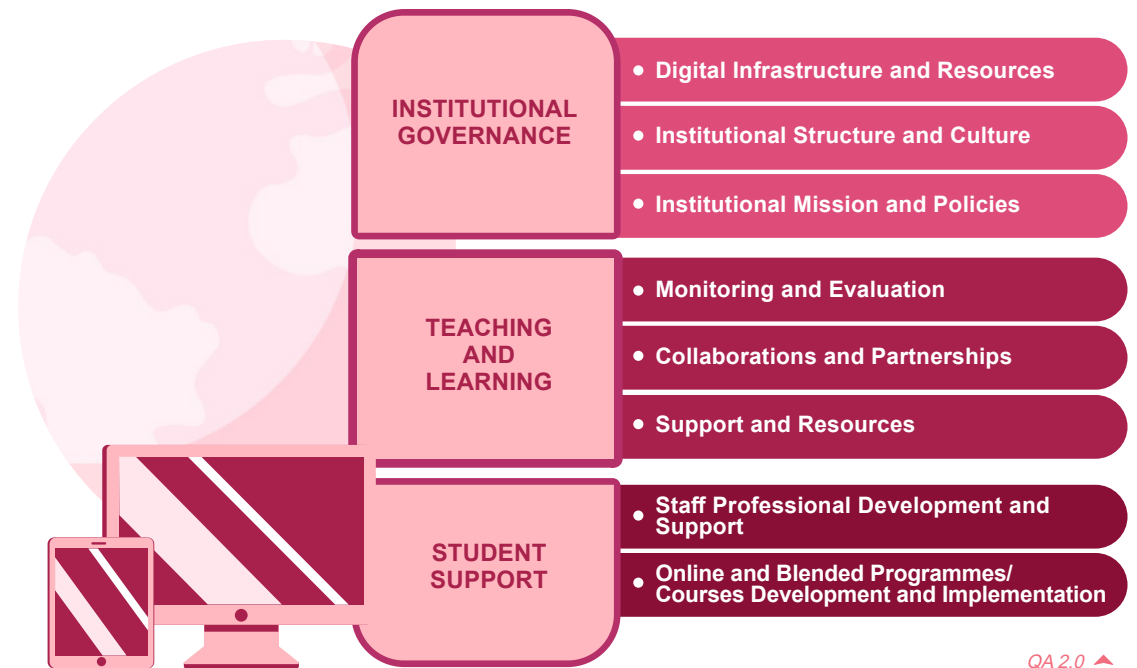 INSTITUTIONAL
GOVERNANCE
• Digital Infrastructure and Resources
• Institutional Structure and Culture
• Institutional Mission and Policies
TEACHING
AND
LEARNING
• Monitoring and Evaluation
• Collaborations and Partnerships
• Support and Resources
STUDENT
SUPPORT
• Staff Professional Development and
Support
• Online and Blended Programmes/
Courses Development and Implementation
QA 2.0